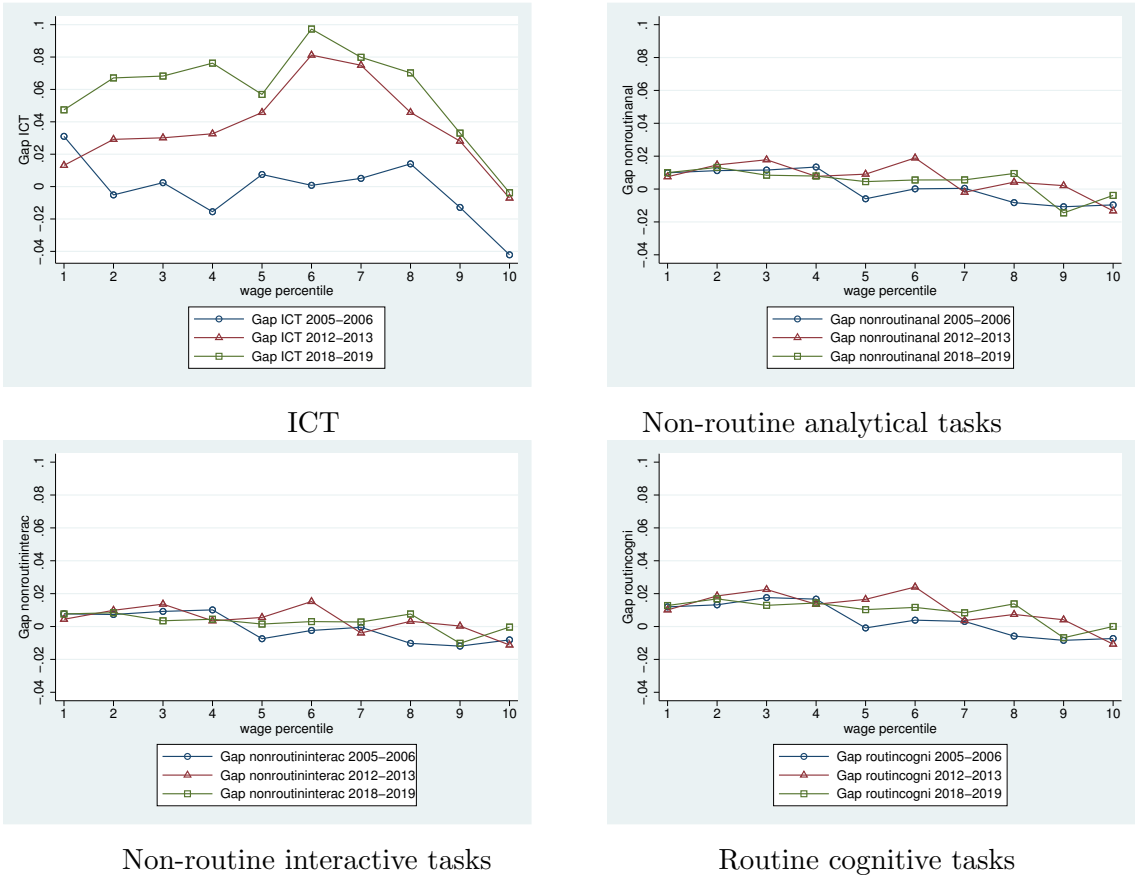 Gap ICT
.1
.08
.06
.04
.02
0
-.02
-.04
1 2 3 4 5 6 7 8 9 10
wage percentile
Gap ICT 2005-2006
Gap ICT 2012-2013
Gap ICT 2018-2019
ICT
Gap nonroutinanal
.1
.08
.06
.04
.02
0
-.02
-.04
1 2 3 4 5 6 7 8 9 10
wage percentile
Gap nonroutinanal 2005-2006
Gap nonroutinanal 2012-2013
Gap nonroutinanal 2018-2019
Non-routine analytical tasks
Gap nonroutininterac
.1
.08
.06
.04
.02
0
-.02
-.04
1 2 3 4 5 6 7 8 9 10
wage percentile
Gap nonroutininterac 2005-2006
Gap nonroutininterac 2012-2013
Gap nonroutininterac 2018-2019
Non-routine interactive tasks
Gap routincogni
.1
.08
.06
.04
.02
0
-.02
-.04
1 2 3 4 5 6 7 8 9 10
wage percentile
Gap routincogni 2005-2006
Gap routincogni 2012-2013
Gap routincogni 2018-2019
Routine cognitive tasks